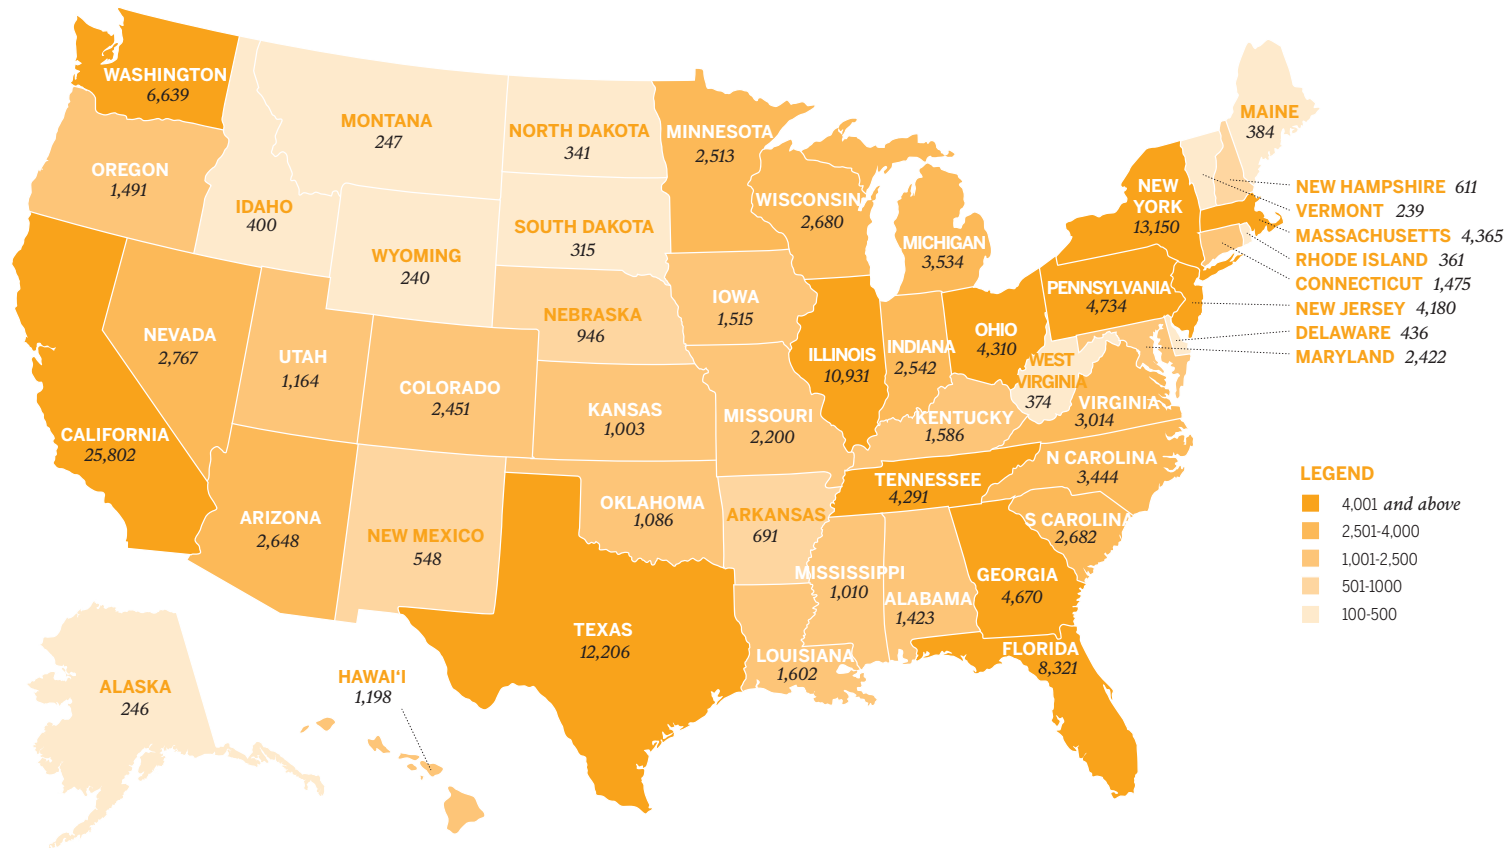 WASHINGTON
6,639
OREGON
1,491
CALIFORNIA
25,802
NEVADA
2,767
IDAHO
400
MONTANA
247
WYOMING
240
UTAH
1,164
ARIZONA
2,648
COLORADO
2,451
NEW MEXICO
548
NORTH DAKOTA
341
SOUTH DAKOTA
315
NEBRASKA
946
KANSAS
1,003
OKLAHOMA
1,086
TEXAS
12,206
MINNESOTA
2,513
IOWA
1,515
MISSOURI
2,200
ARKANSAS
691
LOUISIANA
1,602
WISCONSIN
2,680
ILLINOIS
10,931
MICHIGAN
3,534
INDIANA
2,542
OHIO
4,310
KENTUCKY
1,586
TENNESSEE
4,291
MISSISSIPPI
1,010
ALABAMA
1,423
GEORGIA
4,670
FLORIDA
8,321
S CAROLINA
2,682
N CAROLINA
3,444
VIRGINIA
3,014
WEST
VIRGINIA
374
PENNSYLVANIA
4,734
NEW
YORK
13,150
MAINE
384
NEW HAMPSHIRE 611
VERMONT 239
MASSACHUSETTS 4,365
RHODE ISLAND 361
CONNECTICUT 1,475
NEW JERSEY 4,180
DELAWARE 436
MARYLAND 2,422
ALASKA
246
HAWAI‘I
1,198
LEGEND
4,001 and above
2,501-4,000
1,001-2,500
501-1000
100-500